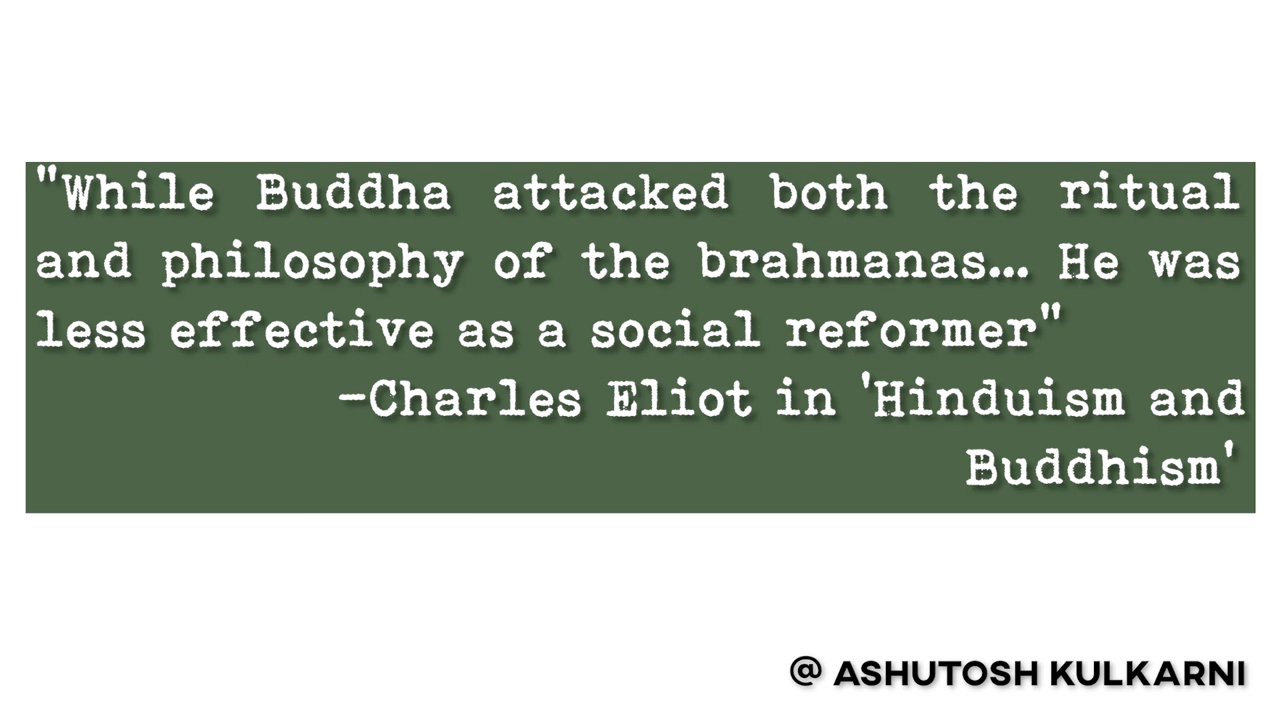 "While Buddha attacked both the ritual
and philosophy of the brahmanas... He was
less effective as a social reformer"
-Charles Eliot in 'Hinduism and
Buddhism'
@ ASHUTOSH KULKARNI